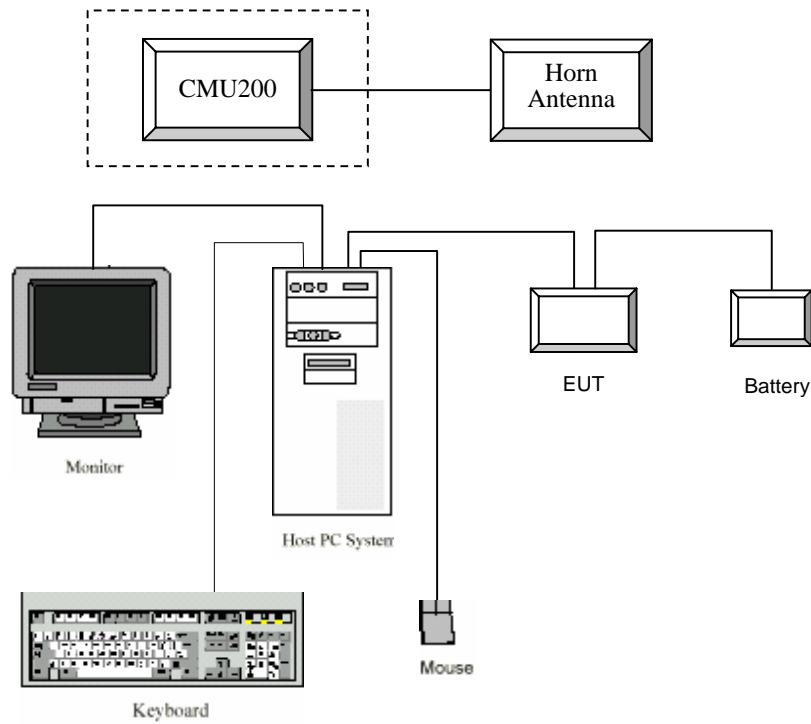 CMU200
Horn
Antenna
EUT
Battery
Monitor
Host PC System
Mouse
Keyboard